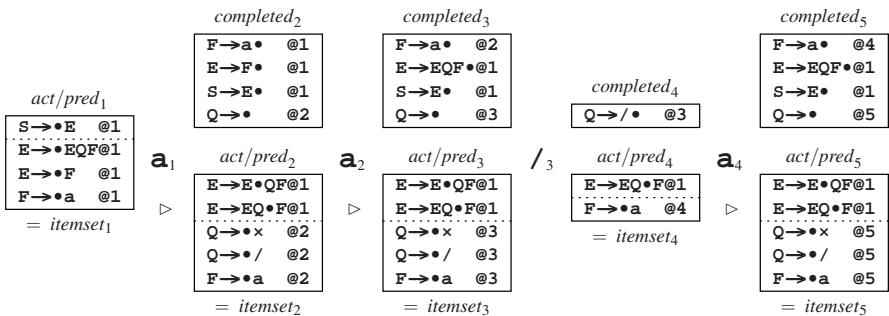 completed₂
completed₃
completed₅
F→a• @1
F→a• @2
F→a• @4
E→F• @1
E→EQF•@1
E→EQF•@1
S→E• @1
S→E• @1
completed₄
S→E• @1
act/pred₁
Q→• @2
Q→• @3
Q→/• @3
Q→• @5
S→•E @1
E→•EQF@1
a₁
act/pred₂
a₂
act/pred₃
/₃
act/pred₄
a₄
act/pred₅
E→•F @1
E→E•QF@1
E→E•QF@1
E→EQ•F@1
E→E•QF@1
F→•a @1
▷
E→EQ•F@1
▷
E→EQ•F@1
F→•a @4
▷
E→EQ•F@1
= itemset₁
Q→•× @2
Q→•× @3
= itemset₄
Q→•× @5
Q→•/ @2
Q→•/ @3
Q→•/ @5
F→•a @2
F→•a @3
F→•a @5
= itemset₂
= itemset₃
= itemset₅